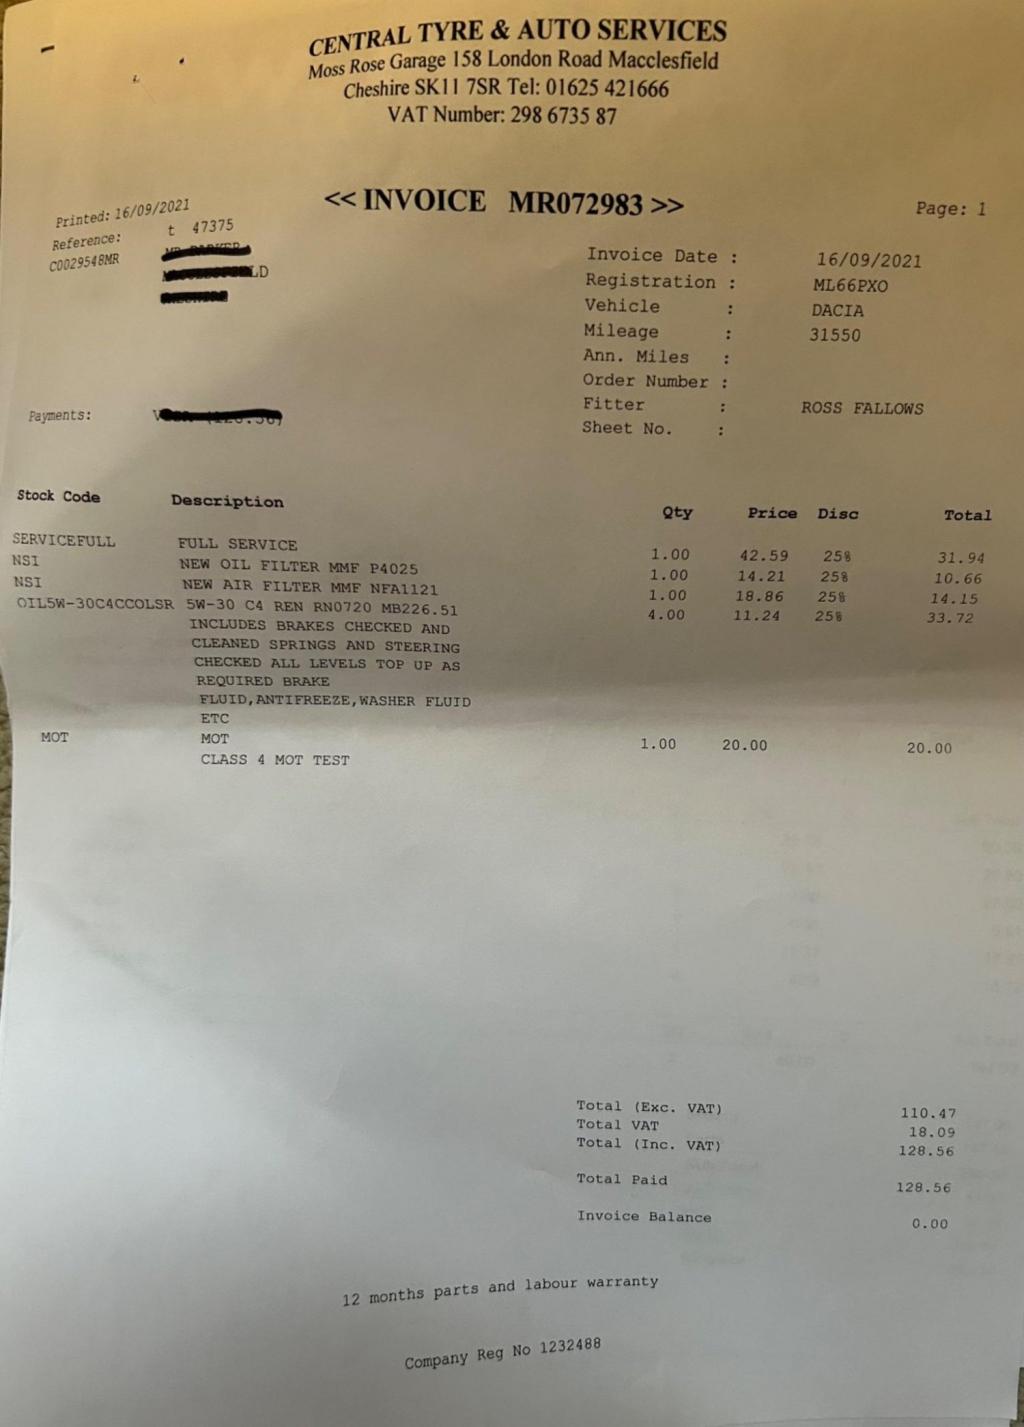 CENTRAL TYRE & AUTO SERVICES
Moss Rose Garage 158 London Road Macclesfield
Cheshire SK11 7SR Tel: 01625 421666
VAT Number: 298 6735 87
<< INVOICE MR072983 >>
Page: 1
Printed: 16/09/2021
Reference: t 47375
C0029548MR
LD
Invoice Date : 16/09/2021
Registration : ML66PXO
Vehicle : DACIA
Mileage : 31550
Ann. Miles :
Order Number :
Fitter : ROSS FALLOWS
Sheet No. :
Payments:
Stock Code Description Qty Price Disc Total
SERVICEFULL FULL SERVICE 1.00 42.59 25% 31.94
NSI NEW OIL FILTER MMF P4025 1.00 14.21 25% 10.66
NSI NEW AIR FILTER MMF NFA1121 1.00 18.86 25% 14.15
OIL5W-30C4CCOLSR 5W-30 C4 REN RN0720 MB226.51 4.00 11.24 25% 33.72
INCLUDES BRAKES CHECKED AND
CLEANED SPRINGS AND STEERING
CHECKED ALL LEVELS TOP UP AS
REQUIRED BRAKE
FLUID,ANTIFREEZE,WASHER FLUID
ETC
MOT MOT 1.00 20.00 20.00
CLASS 4 MOT TEST
Total (Exc. VAT) 110.47
Total VAT 18.09
Total (Inc. VAT) 128.56
Total Paid 128.56
Invoice Balance 0.00
12 months parts and labour warranty
Company Reg No 1232488